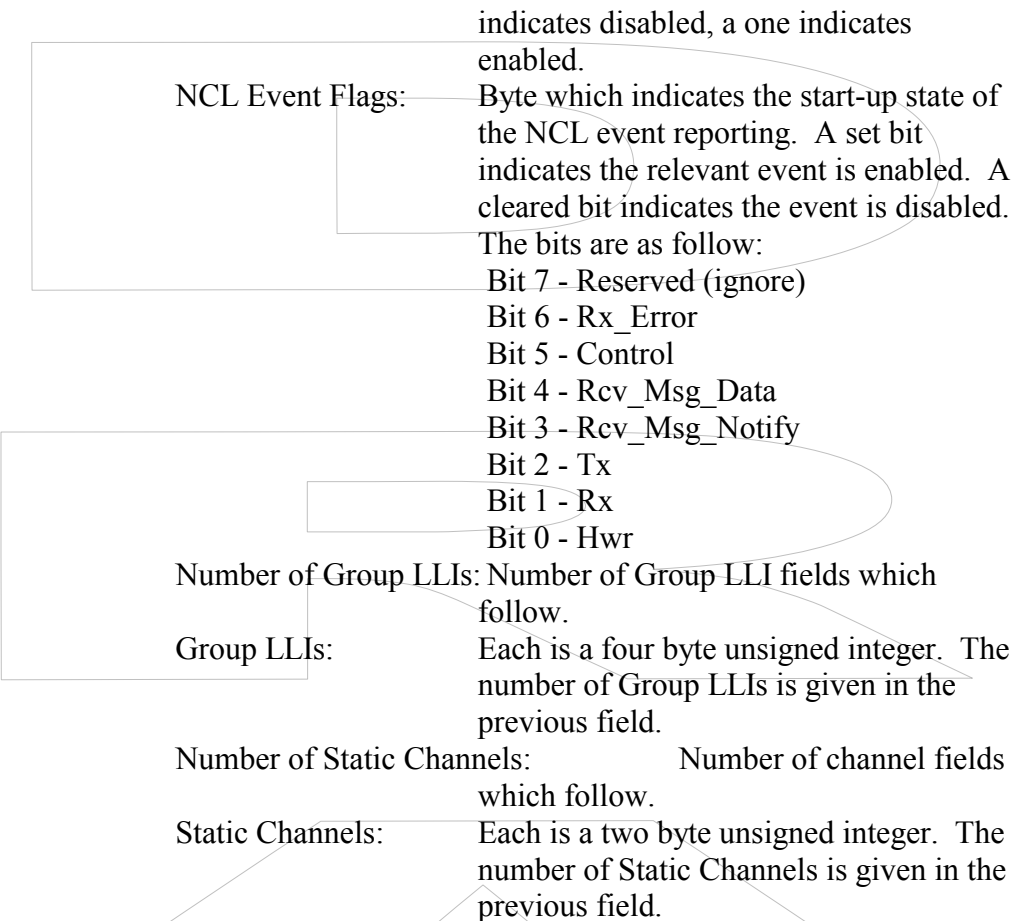 indicates disabled, a one indicates
enabled.
NCL Event Flags: Byte which indicates the start-up state of
the NCL event reporting. A set bit
indicates the relevant event is enabled. A
cleared bit indicates the event is disabled.
The bits are as follow:
Bit 7 - Reserved (ignore)
Bit 6 - Rx_Error
Bit 5 - Control
Bit 4 - Rcv_Msg_Data
Bit 3 - Rcv_Msg_Notify
Bit 2 - Tx
Bit 1 - Rx
Bit 0 - Hwr
Number of Group LLIs: Number of Group LLI fields which
follow.
Group LLIs: Each is a four byte unsigned integer. The
number of Group LLIs is given in the
previous field.
Number of Static Channels: Number of channel fields
which follow.
Static Channels: Each is a two byte unsigned integer. The
number of Static Channels is given in the
previous field.